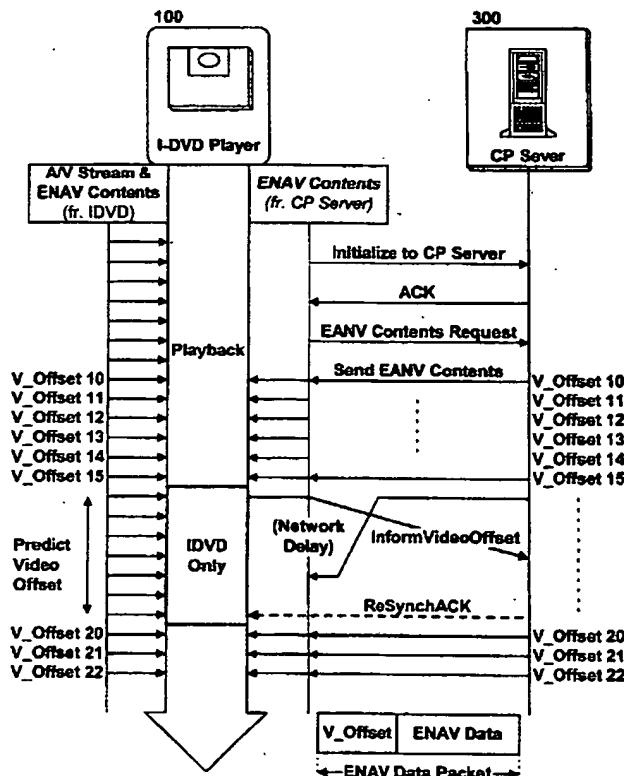 100
300
I-DVD Player
CP Sever
A/V Stream &
ENAV Contents
(fr. IDVD)
ENAV Contents
(fr. CP Server)
Initialize to CP Server
ACK
EANV Contents Request
Playback
Send EANV Contents
V_Offset 10
V_Offset 10
V_Offset 11
V_Offset 11
V_Offset 12
V_Offset 12
V_Offset 13
V_Offset 13
V_Offset 14
V_Offset 14
V_Offset 15
V_Offset 15
Predict
Video
Offset
IDVD
Only
(Network
Delay)
InformVideoOffset
ReSynchACK
V_Offset 20
V_Offset 20
V_Offset 21
V_Offset 21
V_Offset 22
V_Offset 22
V_Offset
ENAV Data
ENAV Data Packet